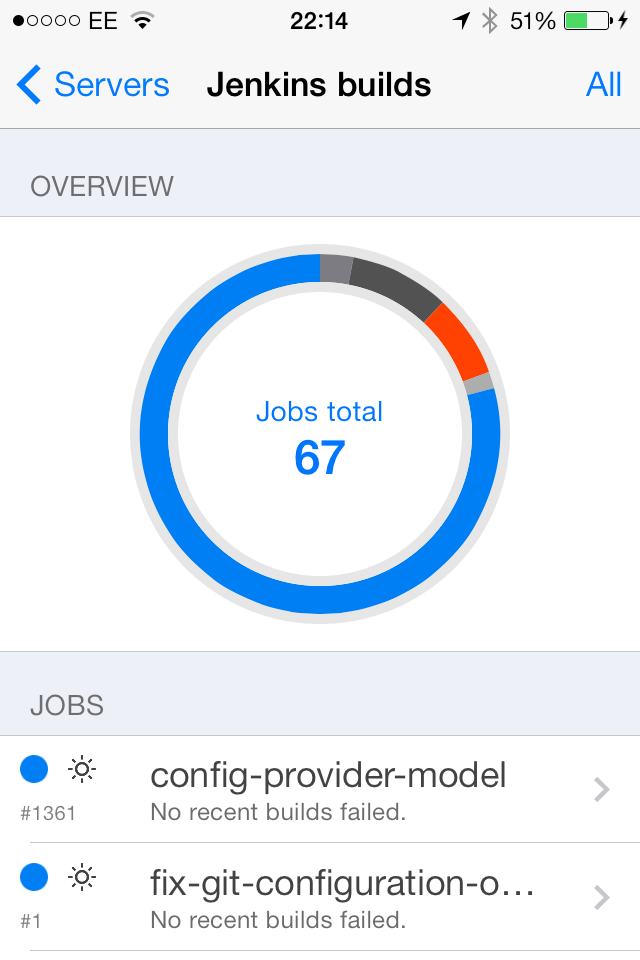 EE 22:14 51%
Servers Jenkins builds All
OVERVIEW
Jobs total
67
JOBS
config-provider-model
#1361 No recent builds failed.
fix-git-configuration-o…
#1 No recent builds failed.